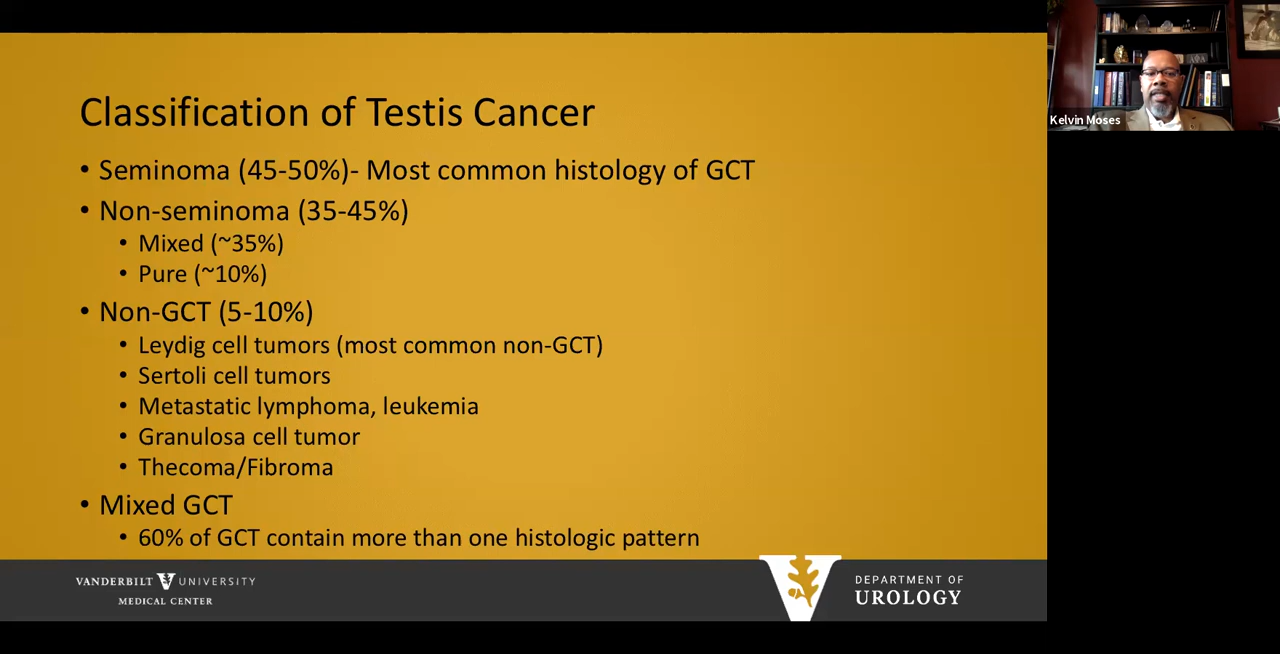 Classification of Testis Cancer
• Seminoma (45-50%)- Most common histology of GCT
• Non-seminoma (35-45%)
• Mixed (~35%)
• Pure (~10%)
• Non-GCT (5-10%)
• Leydig cell tumors (most common non-GCT)
• Sertoli cell tumors
• Metastatic lymphoma, leukemia
• Granulosa cell tumor
• Thecoma/Fibroma
• Mixed GCT
• 60% of GCT contain more than one histologic pattern
VANDERBILT V UNIVERSITY
MEDICAL CENTER
V
DEPARTMENT OF
UROLOGY
Kelvin Moses